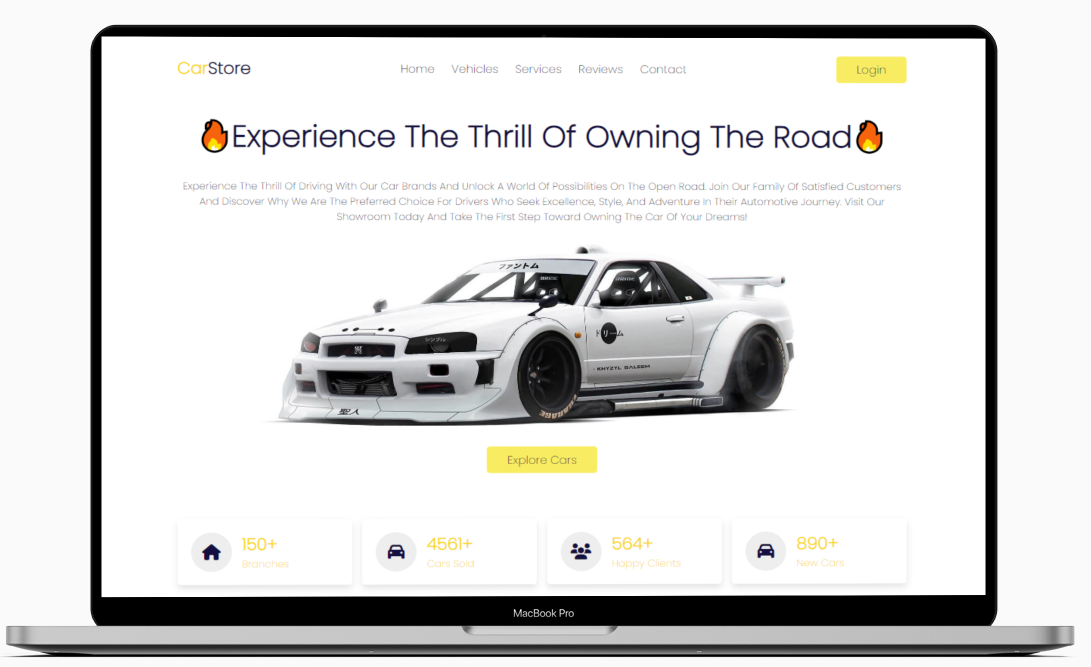 CarStore
Home Vehicles Services Reviews Contact
Login
🔥Experience The Thrill Of Owning The Road🔥
Experience The Thrill Of Driving With Our Car Brands And Unlock A World Of Possibilities On The Open Road. Join Our Family Of Satisfied Customers
And Discover Why We Are The Preferred Choice For Drivers Who Seek Excellence, Style, And Adventure In Their Automotive Journey. Visit Our
Showroom Today And Take The First Step Toward Owning The Car Of Your Dreams!
ファントム
シンプル
ドリーム
KHYZYL SALEEM
聖人
GARAGE
Explore Cars
150+
Branches
4561+
Cars Sold
564+
Happy Clients
890+
New Cars
MacBook Pro